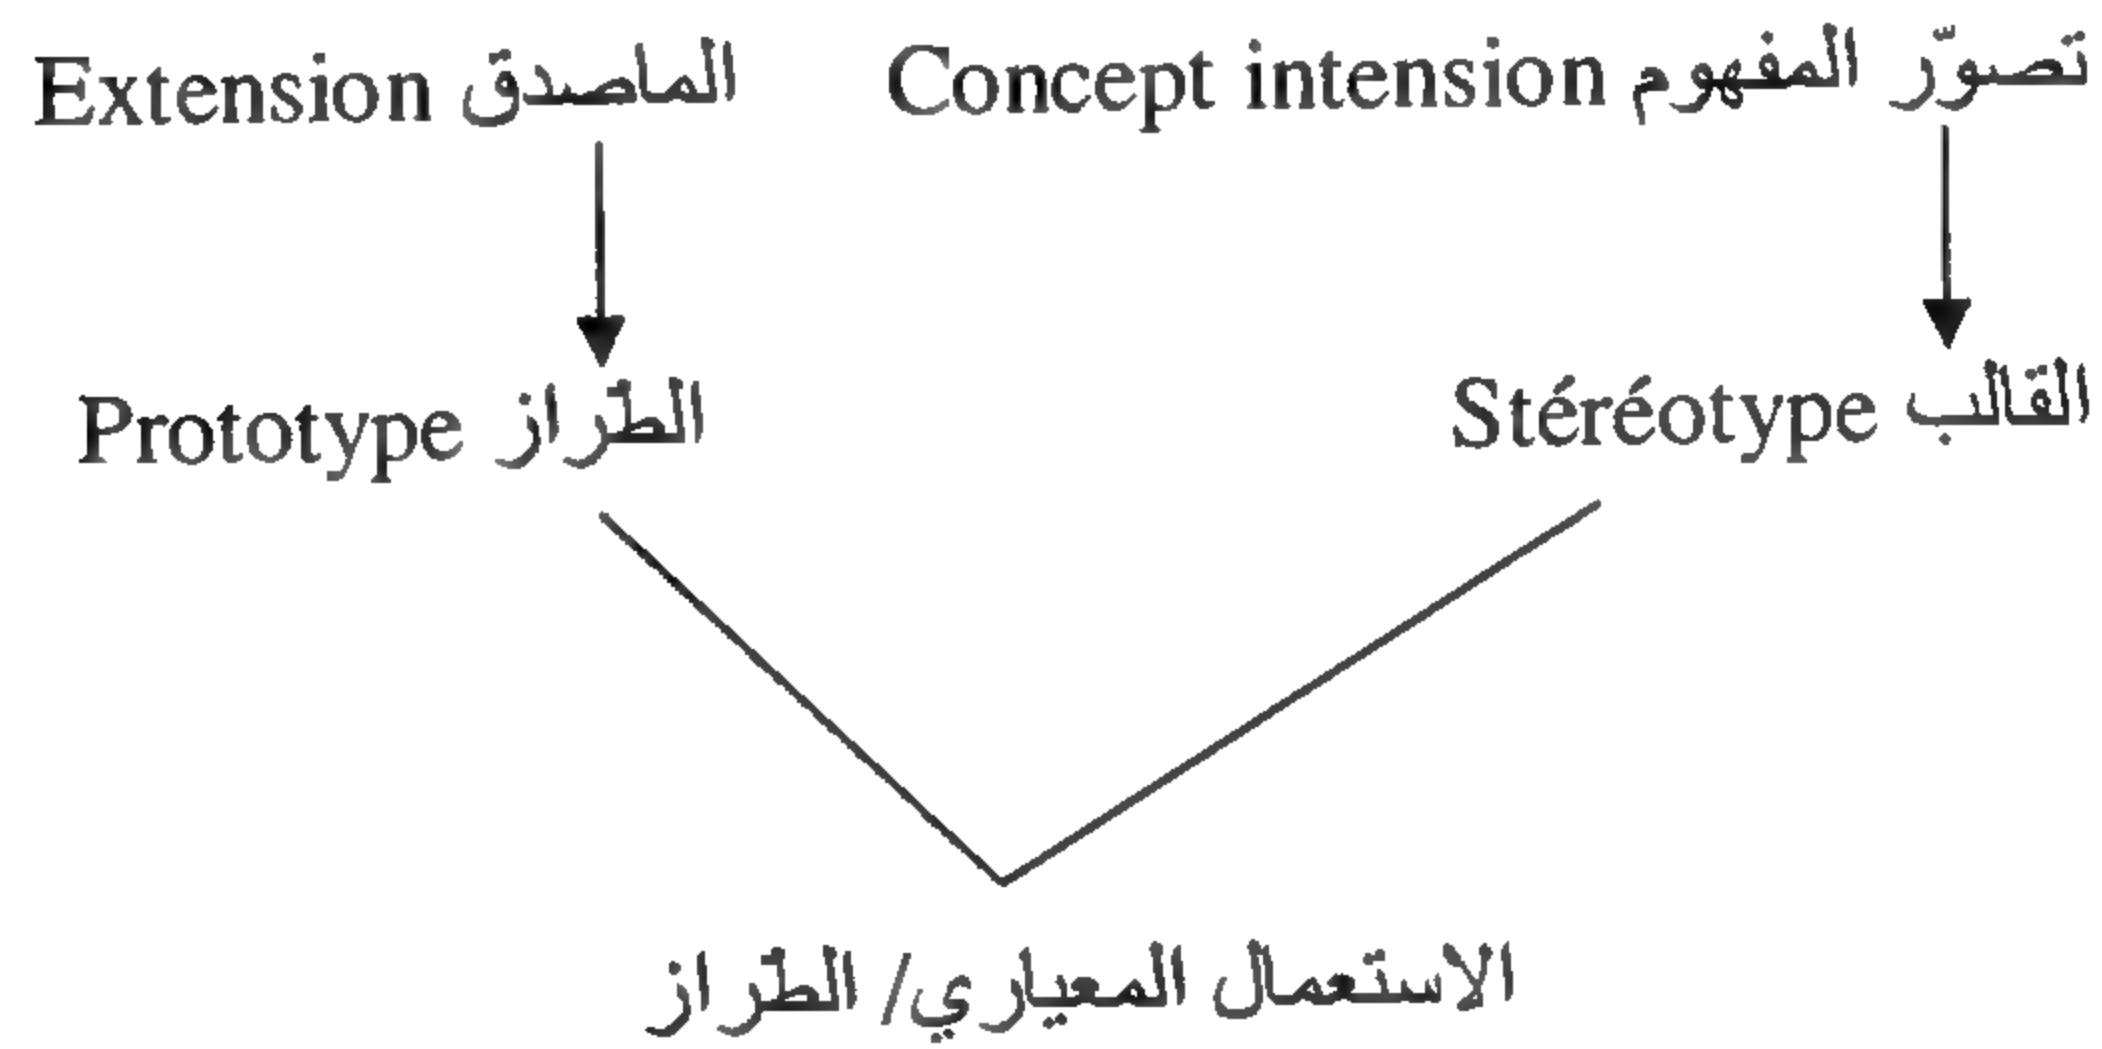 تصوّر المفهوم Concept intension
الماصدق Extension
القالب Stéréotype
الطّراز Prototype
الاستعمال المعياري/ الطّراز